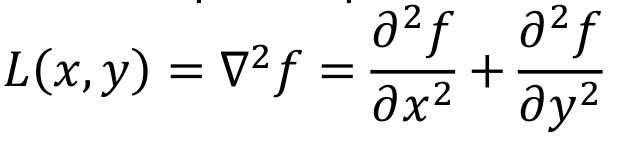 L(x, y) = ∇²f = ∂²f/∂x² + ∂²f/∂y²